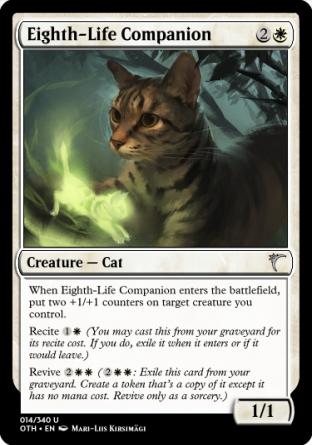 Eighth-Life Companion 2
Creature — Cat
When Eighth-Life Companion enters the battlefield,
put two +1/+1 counters on target creature you
control.
Recite 1 (You may cast this from your graveyard for
its recite cost. If you do, exile it when it enters or if it
would leave.)
Revive 2 ( 2 : Exile this card from your
graveyard. Create a token that's a copy of it except it
has no mana cost. Revive only as a sorcery.)
1/1
014/340 U
OTH • EN Mari-Liis Kirsimägi